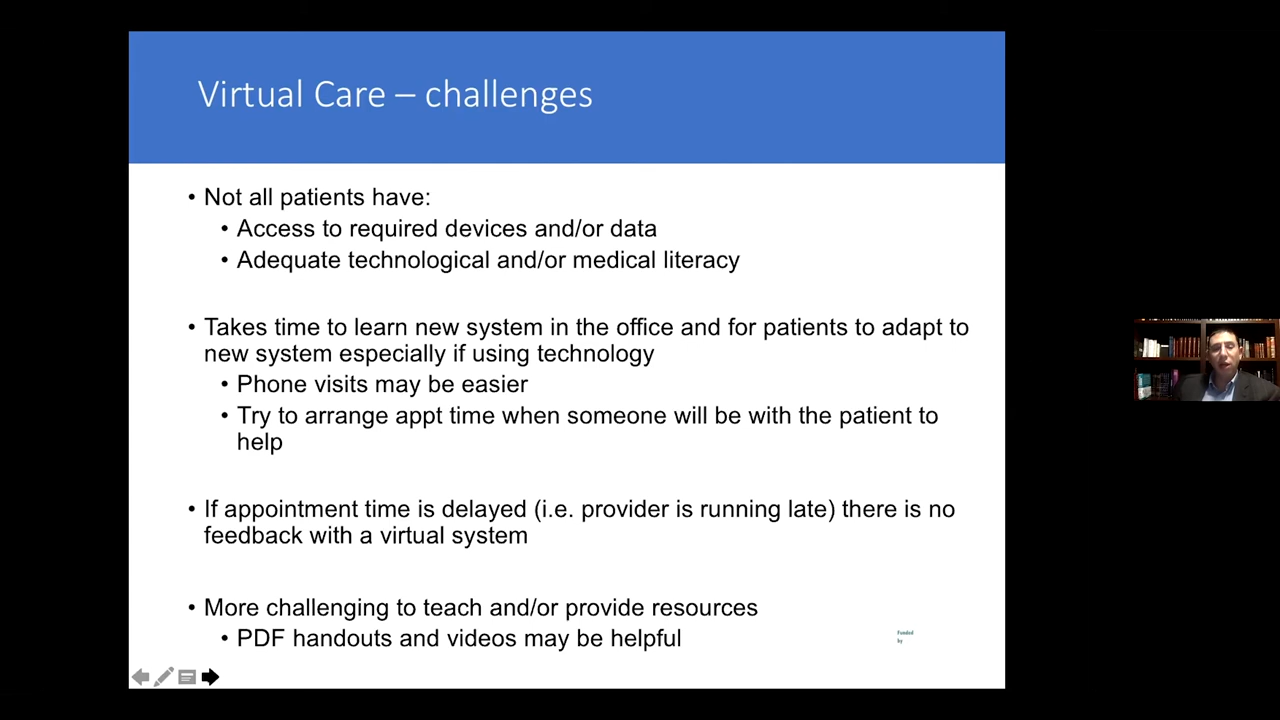 Virtual Care – challenges
• Not all patients have:
• Access to required devices and/or data
• Adequate technological and/or medical literacy
• Takes time to learn new system in the office and for patients to adapt to
new system especially if using technology
• Phone visits may be easier
• Try to arrange appt time when someone will be with the patient to
help
• If appointment time is delayed (i.e. provider is running late) there is no
feedback with a virtual system
• More challenging to teach and/or provide resources
• PDF handouts and videos may be helpful
Funded
by